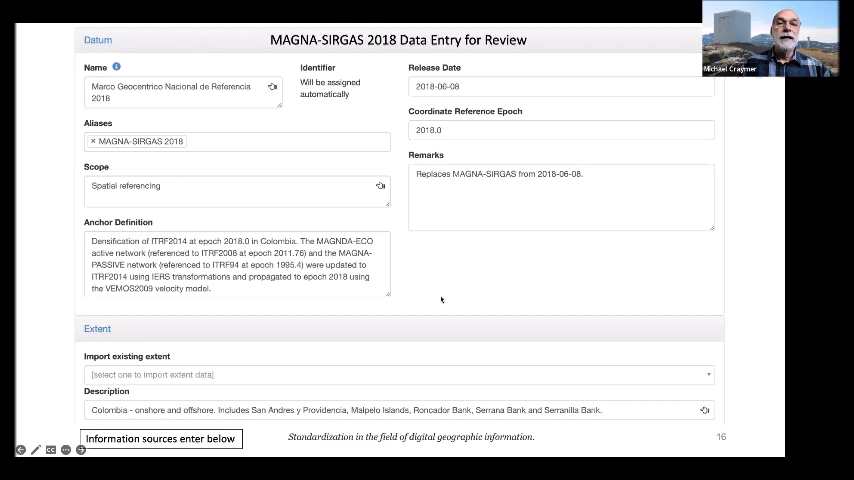 MAGNA-SIRGAS 2018 Data Entry for Review
Datum
Name
Marco Geocentrico Nacional de Referencia
2018
Identifier
Will be assigned
automatically
Aliases
× MAGNA-SIRGAS 2018
Scope
Spatial referencing
Anchor Definition
Densification of ITRF2014 at epoch 2018.0 in Colombia. The MAGNDA-ECO
active network (referenced to ITRF2008 at epoch 2011.76) and the MAGNA-
PASSIVE network (referenced to ITRF94 at epoch 1995.4) were updated to
ITRF2014 using IERS transformations and propagated to epoch 2018 using
the VEMOS2009 velocity model.
Release Date
2018-06-08
Coordinate Reference Epoch
2018.0
Remarks
Replaces MAGNA-SIRGAS from 2018-06-08.
Extent
Import existing extent
[select one to import extent data]
Description
Colombia - onshore and offshore. Includes San Andres y Providencia, Malpelo Islands, Roncador Bank, Serrana Bank and Serranilla Bank.
Information sources enter below
Standardization in the field of digital geographic information.
16
Michael Craymer
CC